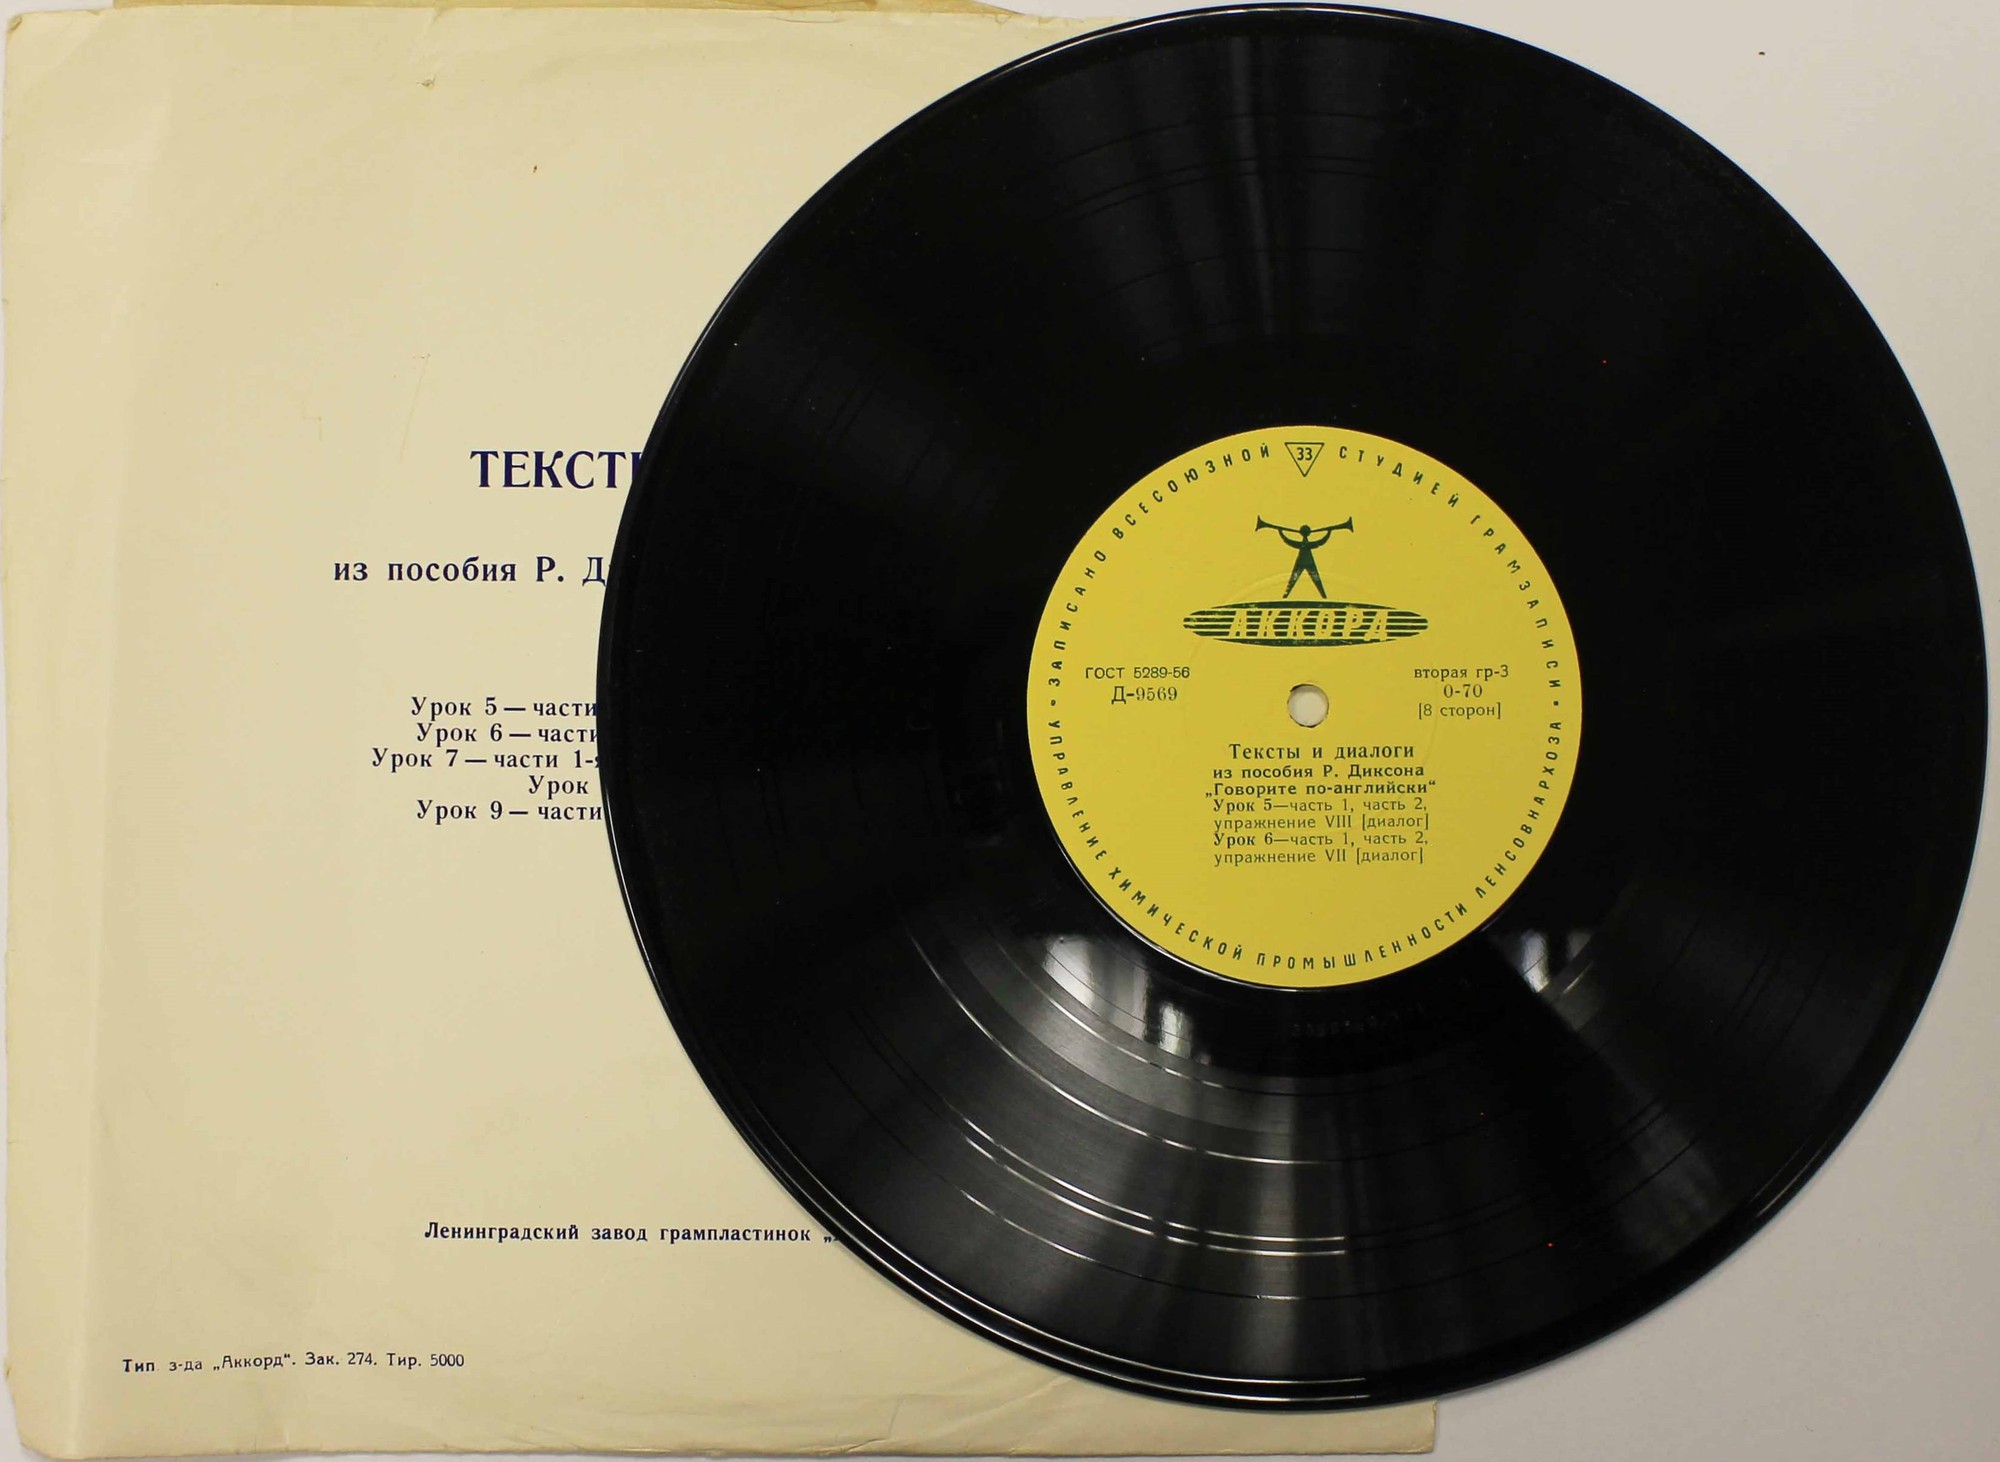 ТЕКСТ
из пособия Р.
Урок 5 — части
Урок 6 — части
Урок 7 — части
Урок
Урок 9 — части
Ленинградский завод грампластинок
Тип з-да „Аккорд“. Зак. 274. Тир. 5000
ЗАПИСАНО ВСЕСОЮЗНОЙ СТУДИЕЙ ГРАМЗАПИСИ
33
АККОРД
ГОСТ 5289-56
Д-9569
вторая гр-3
0-70
[8 сторон]
Тексты и диалоги
из пособия Р. Диксона
„Говорите по-английски“
Урок 5—часть 1, часть 2,
упражнение VIII [диалог]
Урок 6—часть 1, часть 2,
упражнение VII [диалог]
УПРАВЛЕНИЕ ХИМИЧЕСКОЙ ПРОМЫШЛЕННОСТИ ЛЕНСОВНАРХОЗА